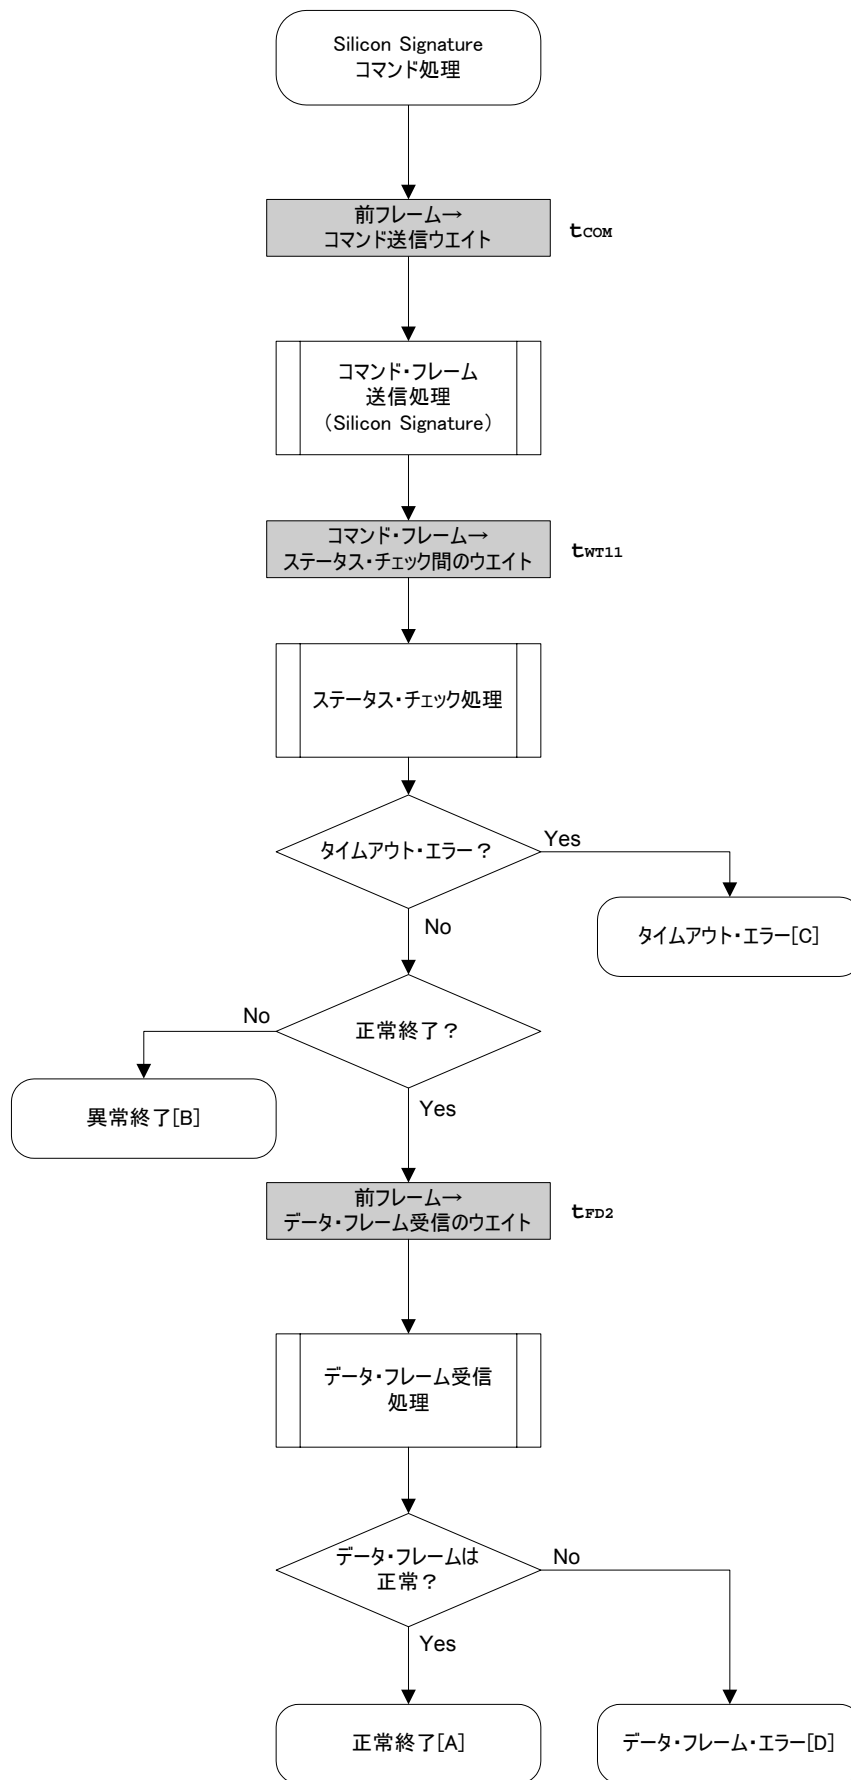 Silicon Signature
コマンド処理
前フレーム→
コマンド送信ウエイト
tCOM
コマンド・フレーム
送信処理
（Silicon Signature）
コマンド・フレーム→
ステータス・チェック間のウエイト
tWT11
ステータス・チェック処理
タイムアウト・エラー？
Yes
タイムアウト・エラー[C]
No
正常終了？
No
異常終了[B]
Yes
前フレーム→
データ・フレーム受信のウエイト
tFD2
データ・フレーム受信
処理
データ・フレームは
正常？
No
Yes
正常終了[A]
データ・フレーム・エラー[D]